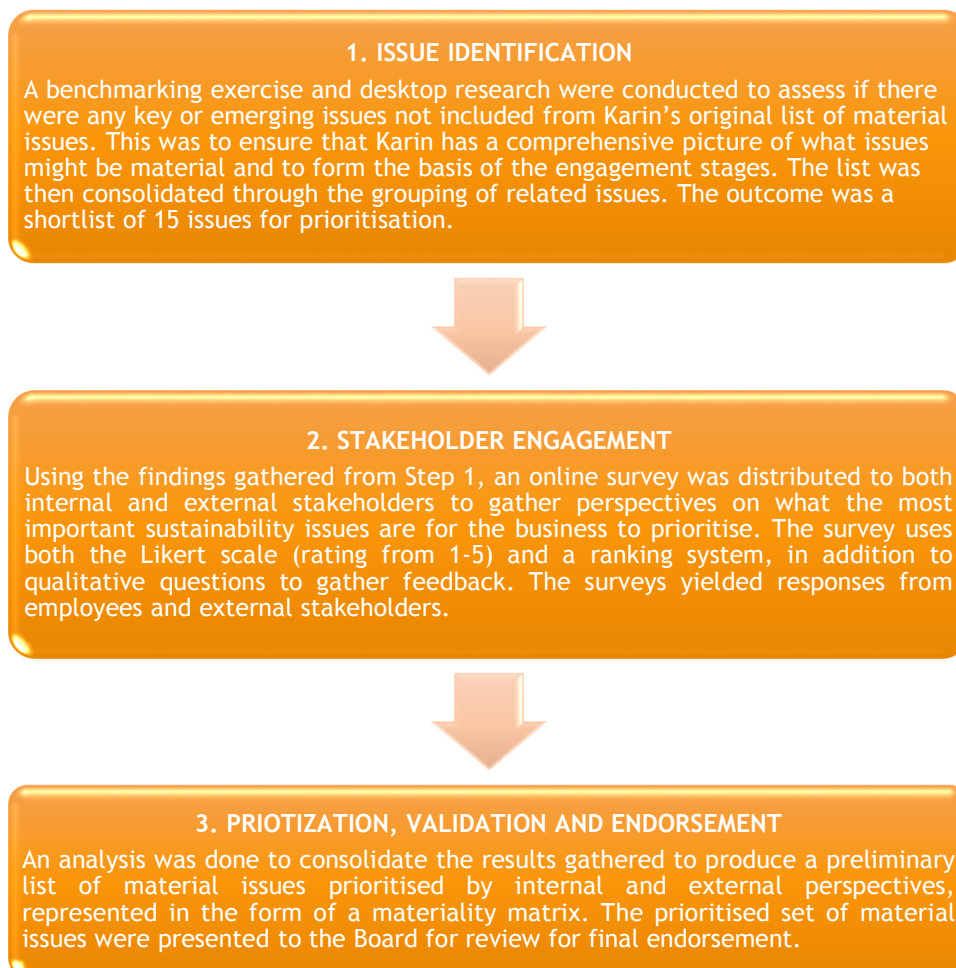 1. ISSUE IDENTIFICATION
A benchmarking exercise and desktop research were conducted to assess if there
were any key or emerging issues not included from Karin’s original list of material
issues. This was to ensure that Karin has a comprehensive picture of what issues
might be material and to form the basis of the engagement stages. The list was
then consolidated through the grouping of related issues. The outcome was a
shortlist of 15 issues for prioritisation.
2. STAKEHOLDER ENGAGEMENT
Using the findings gathered from Step 1, an online survey was distributed to both
internal and external stakeholders to gather perspectives on what the most
important sustainability issues are for the business to prioritise. The survey uses
both the Likert scale (rating from 1-5) and a ranking system, in addition to
qualitative questions to gather feedback. The surveys yielded responses from
employees and external stakeholders.
3. PRIOTIZATION, VALIDATION AND ENDORSEMENT
An analysis was done to consolidate the results gathered to produce a preliminary
list of material issues prioritised by internal and external perspectives,
represented in the form of a materiality matrix. The prioritised set of material
issues were presented to the Board for review for final endorsement.